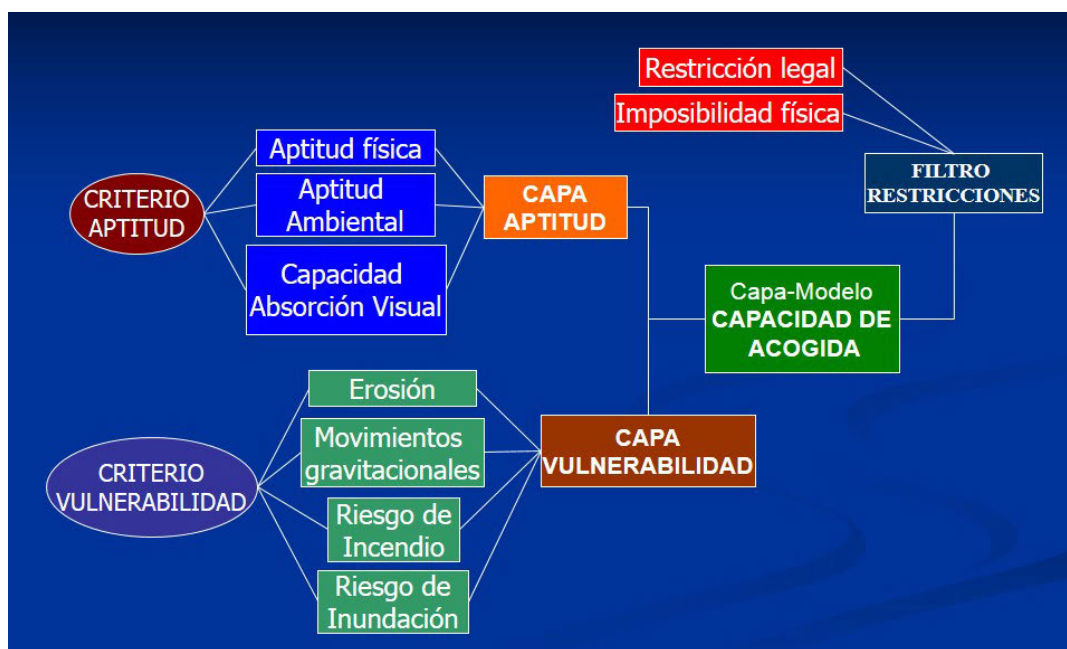 Restricción legal
Imposibilidad física
FILTRO
RESTRICCIONES
CRITERIO
APTITUD
Aptitud física
Aptitud
Ambiental
Capacidad
Absorción Visual
CAPA
APTITUD
Capa-Modelo
CAPACIDAD DE
ACOGIDA
CRITERIO
VULNERABILIDAD
Erosión
Movimientos
gravitacionales
Riesgo de
Incendio
Riesgo de
Inundación
CAPA
VULNERABILIDAD